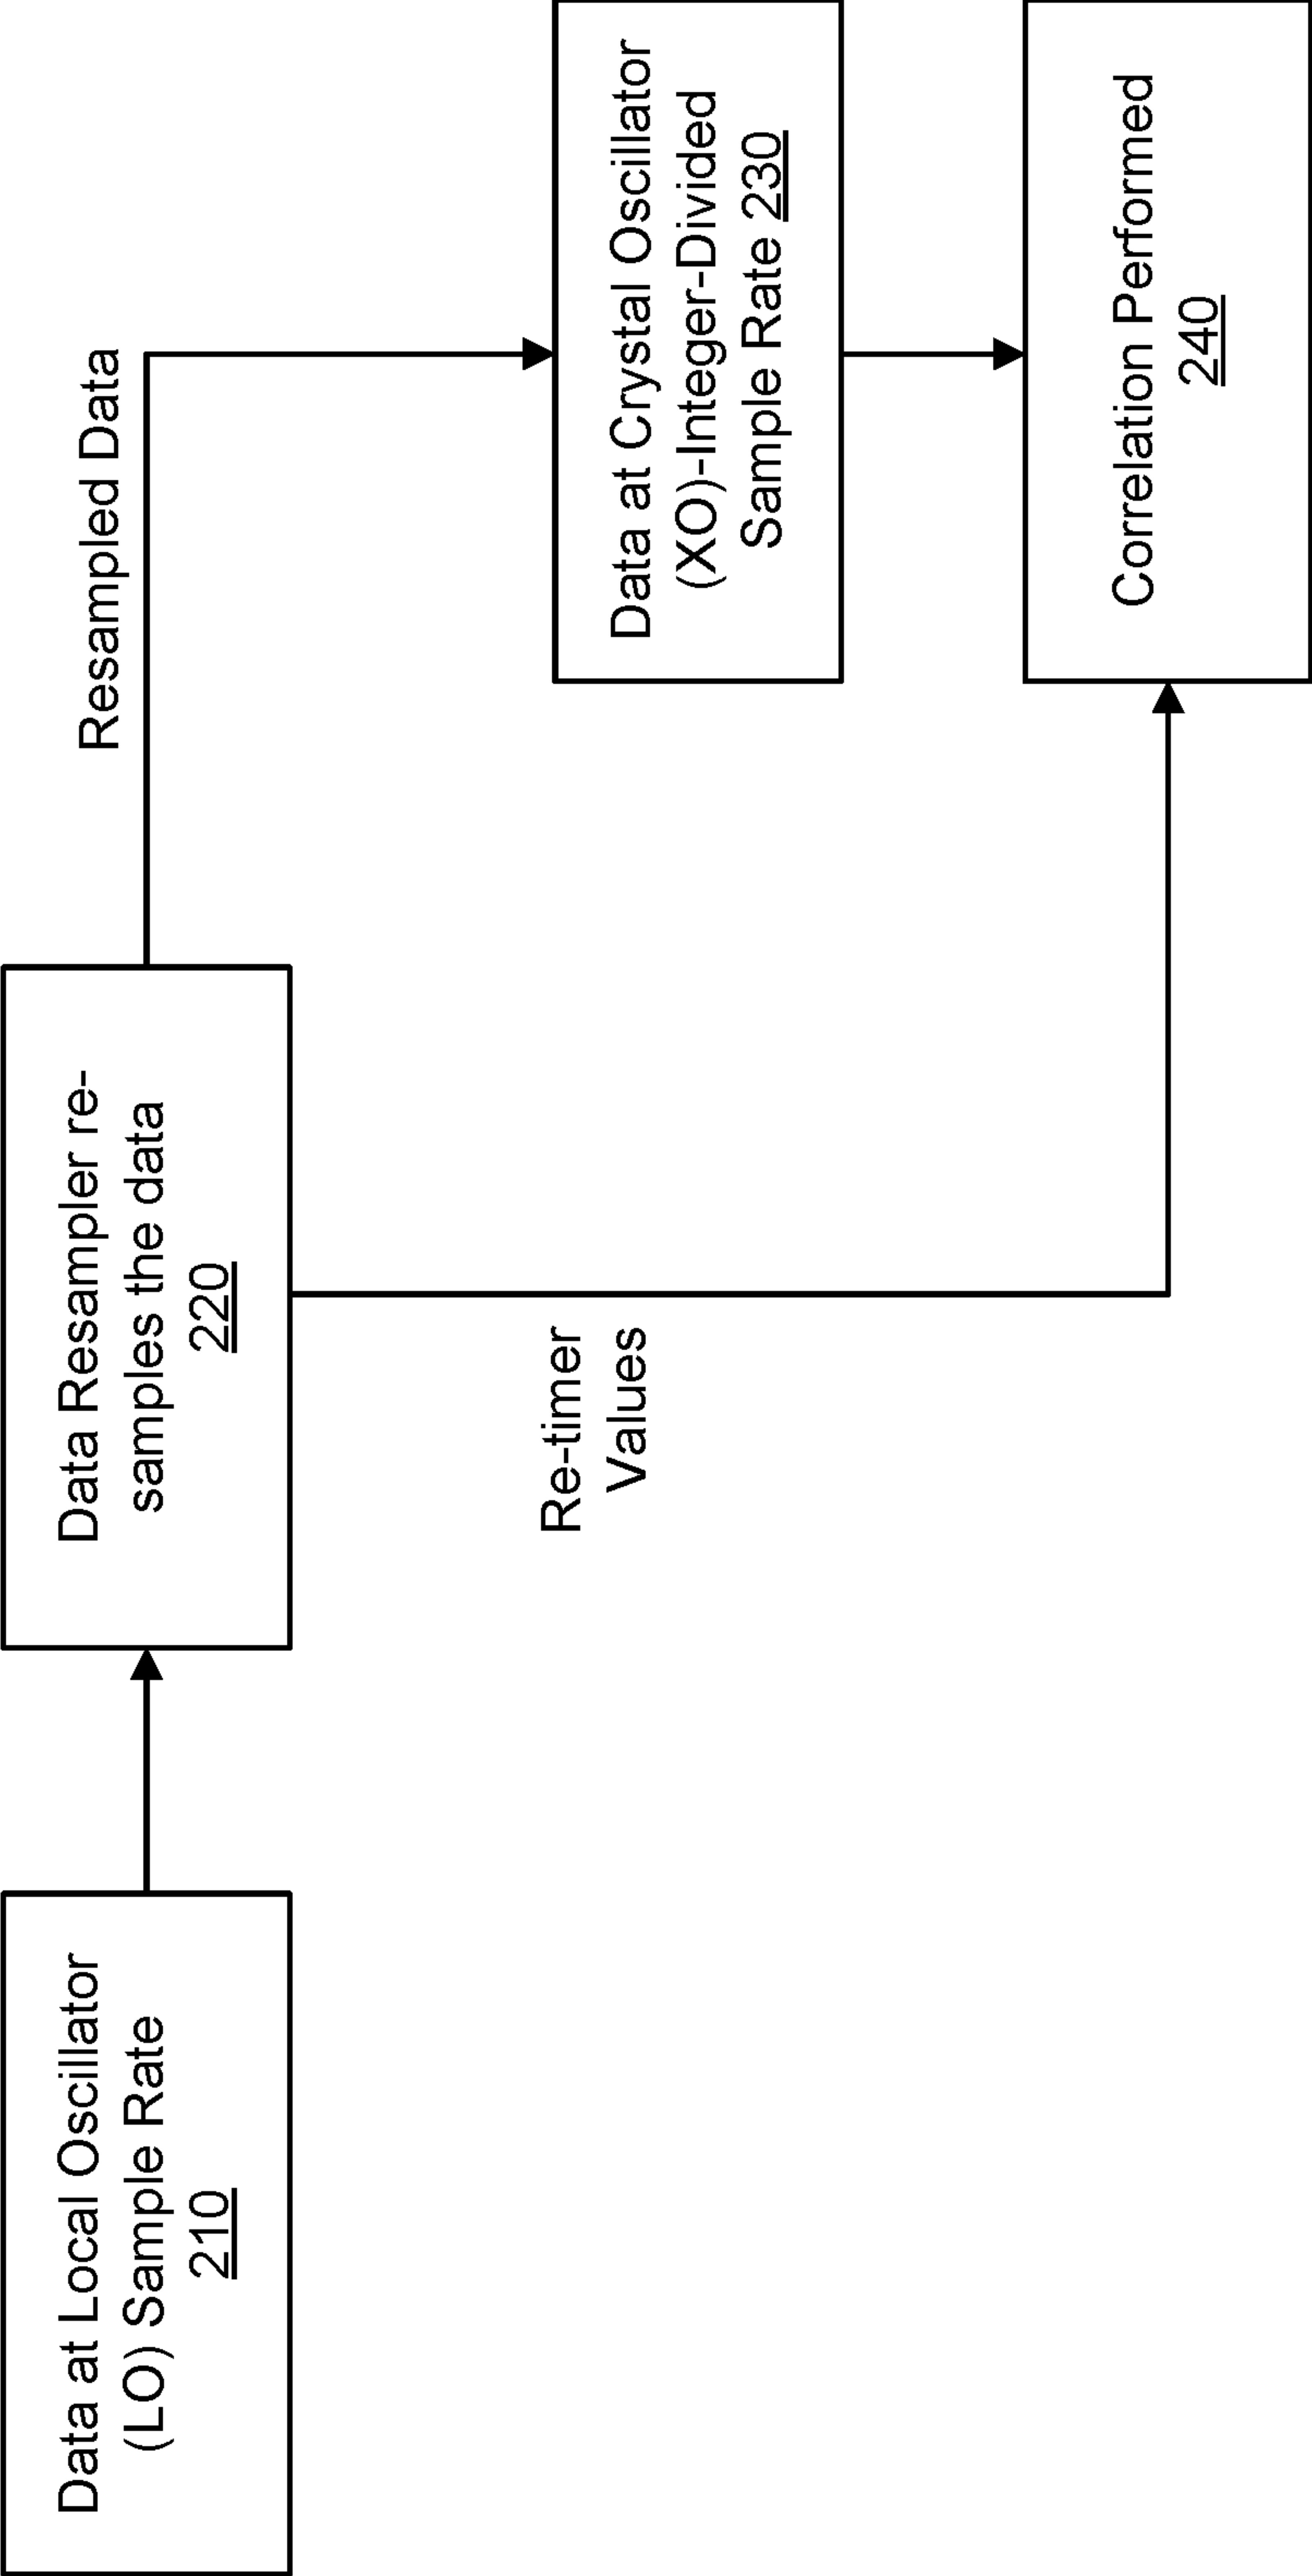 Data at Local Oscillator
(LO) Sample Rate
210
Data Resampler re-
samples the data
220
Resampled Data
Re-timer
Values
Data at Crystal Oscillator
(XO)-Integer-Divided
Sample Rate 230
Correlation Performed
240